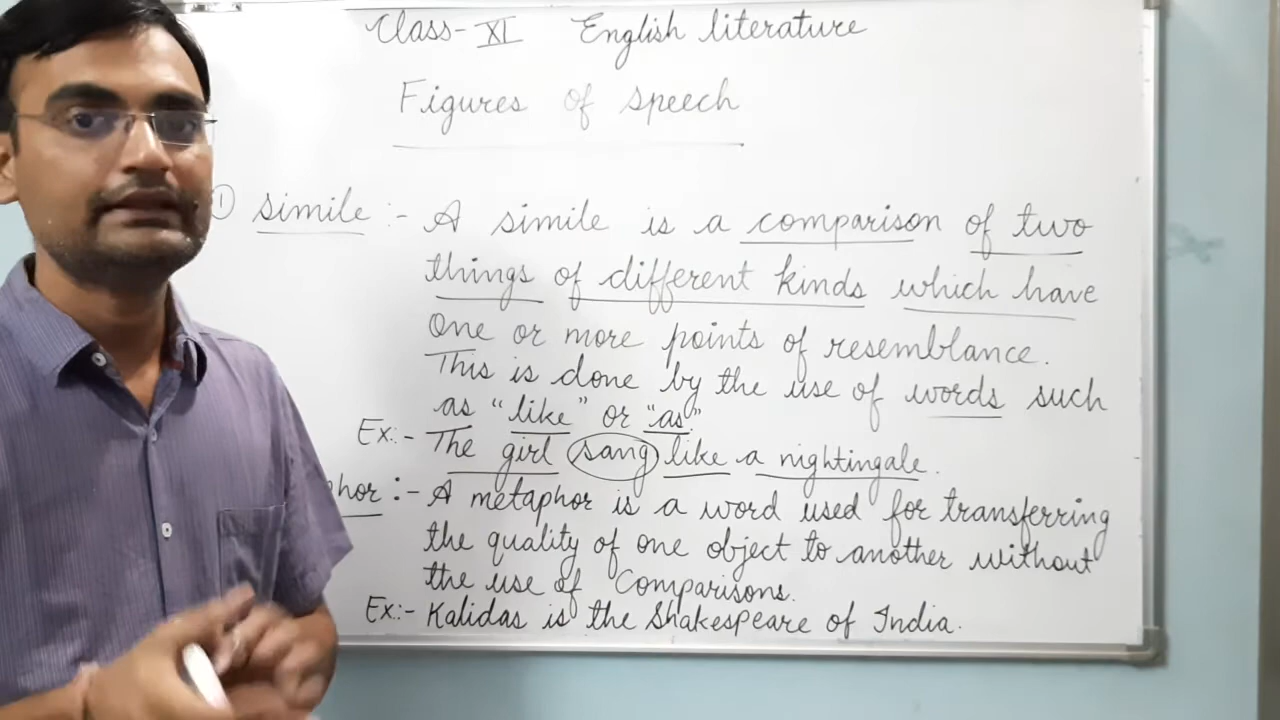 Class- XI English literature
Figures of speech
① simile :- A simile is a comparison of two
things of different kinds which have
one or more points of resemblance.
This is done by the use of words such
as "like" or "as."
Ex:- The girl sang like a nightingale.
phor :- A metaphor is a word used for transferring
the quality of one object to another without
the use of Comparisons.
Ex:- Kalidas is the Shakespeare of India.